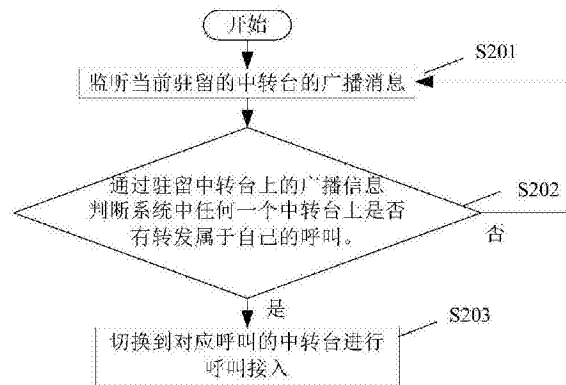 开始
监听当前驻留的中转台的广播消息
S201
通过驻留中转台上的广播信息
判断系统中任何一个中转台上是否
有转发属于自己的呼叫。
S202
否
是
切换到对应呼叫的中转台进行
呼叫接入
S203